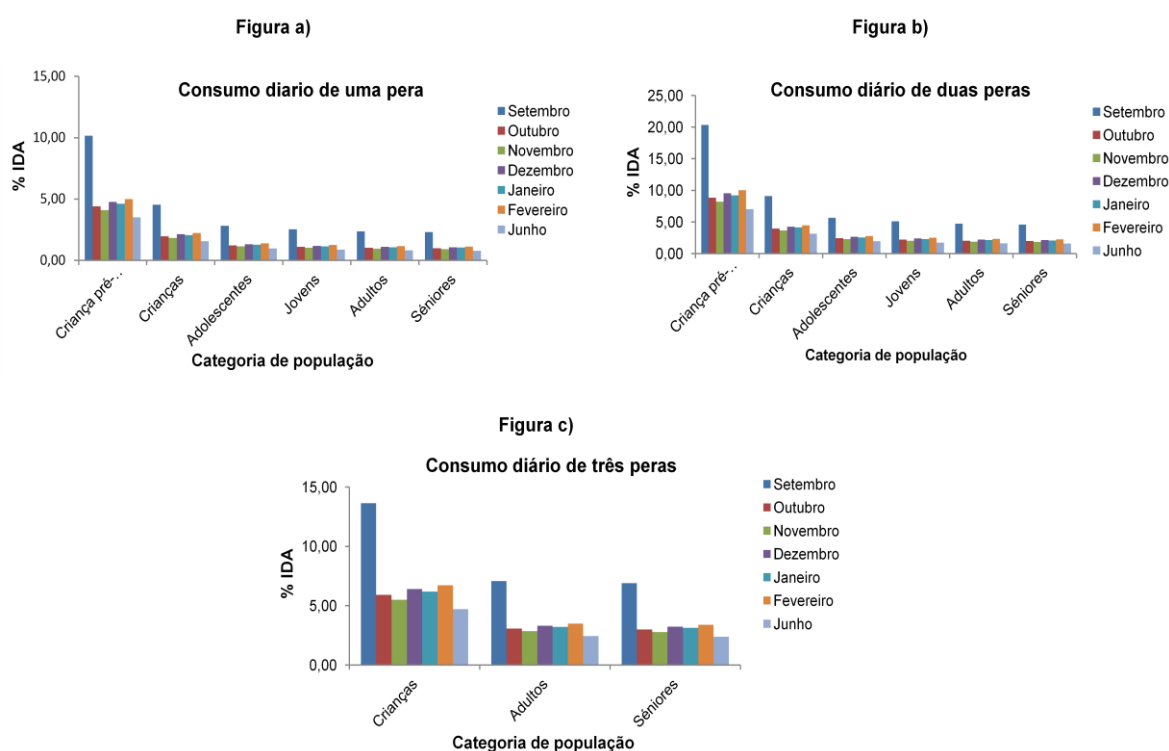 Figura a)
Consumo diario de uma pera
15,00
10,00
5,00
0,00
% IDA
Criança pré-...
Crianças
Adolescentes
Jovens
Adultos
Séniores
Categoria de população
Setembro
Outubro
Novembro
Dezembro
Janeiro
Fevereiro
Junho
Figura b)
Consumo diário de duas peras
25,00
20,00
15,00
10,00
5,00
0,00
% IDA
Criança pré-...
Crianças
Adolescentes
Jovens
Adultos
Séniores
Categoria de população
Setembro
Outubro
Novembro
Dezembro
Janeiro
Fevereiro
Junho
Figura c)
Consumo diário de três peras
15,00
10,00
5,00
0,00
% IDA
Crianças
Adultos
Séniores
Categoria de população
Setembro
Outubro
Novembro
Dezembro
Janeiro
Fevereiro
Junho